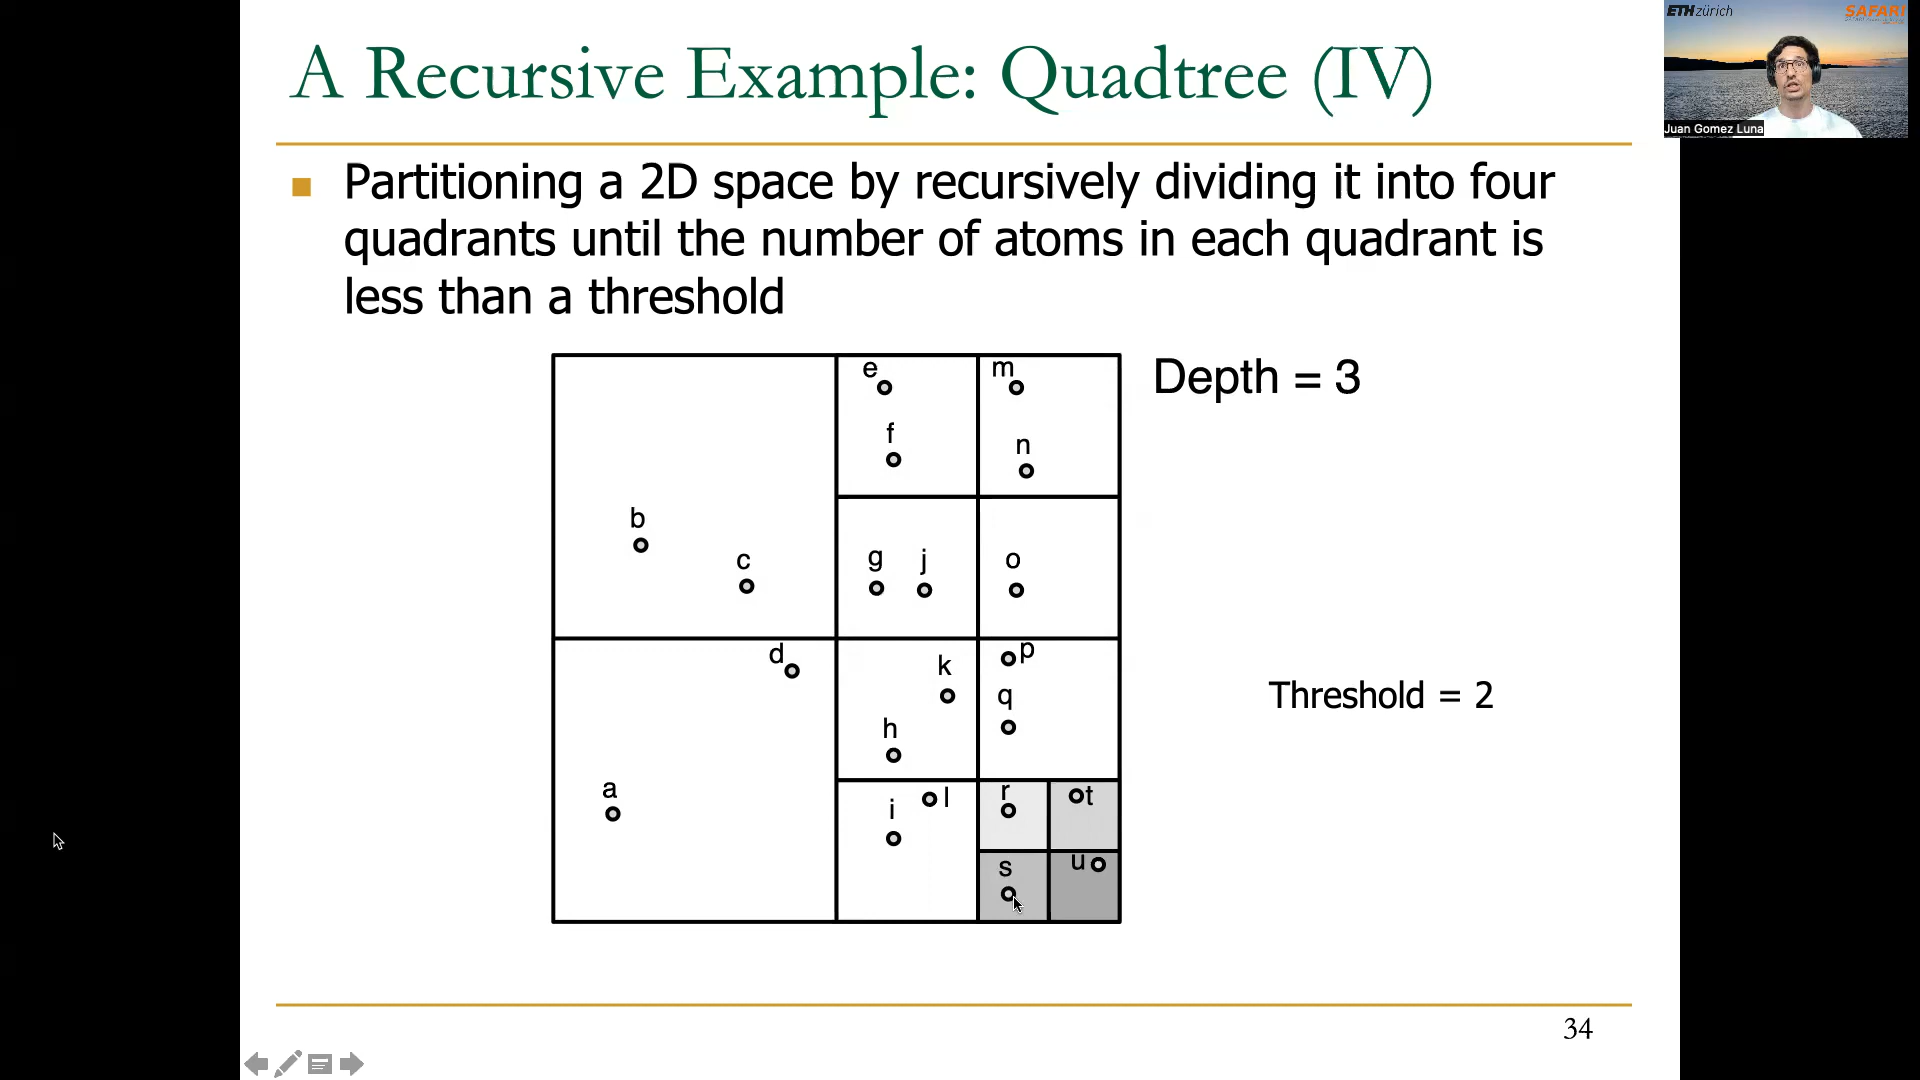 A Recursive Example: Quadtree (IV)
ETHzürich
SAFARI
Juan Gomez Luna
Partitioning a 2D space by recursively dividing it into four
quadrants until the number of atoms in each quadrant is
less than a threshold
Depth = 3
e
m
f
n
b
c
g j
o
d
k
p
q
h
Threshold = 2
a
i
l
r
t
s
u
34